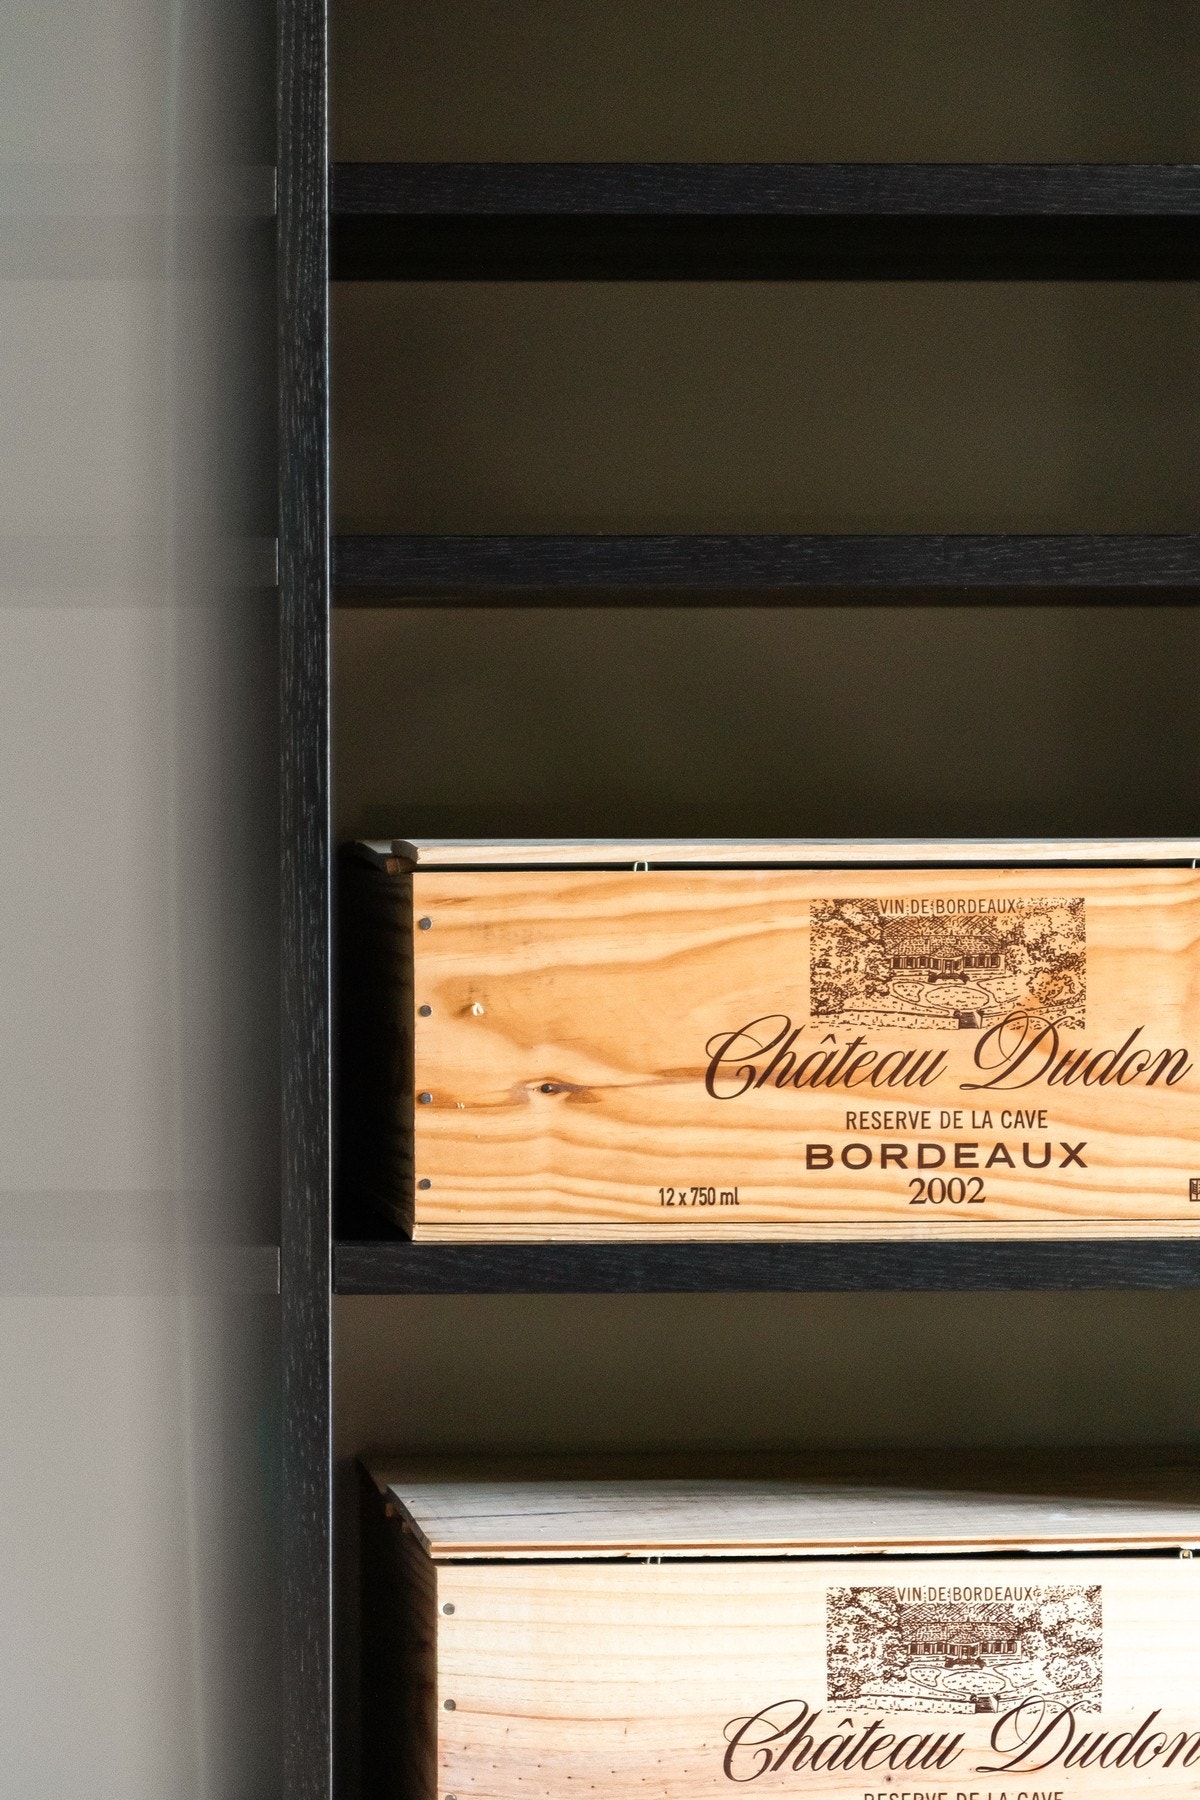 VIN DE BORDEAUX
Château Dudon
RESERVE DE LA CAVE
BORDEAUX
2002
12 x 750 ml
VIN DE BORDEAUX
Château Dudon
RESERVE DE LA CAVE